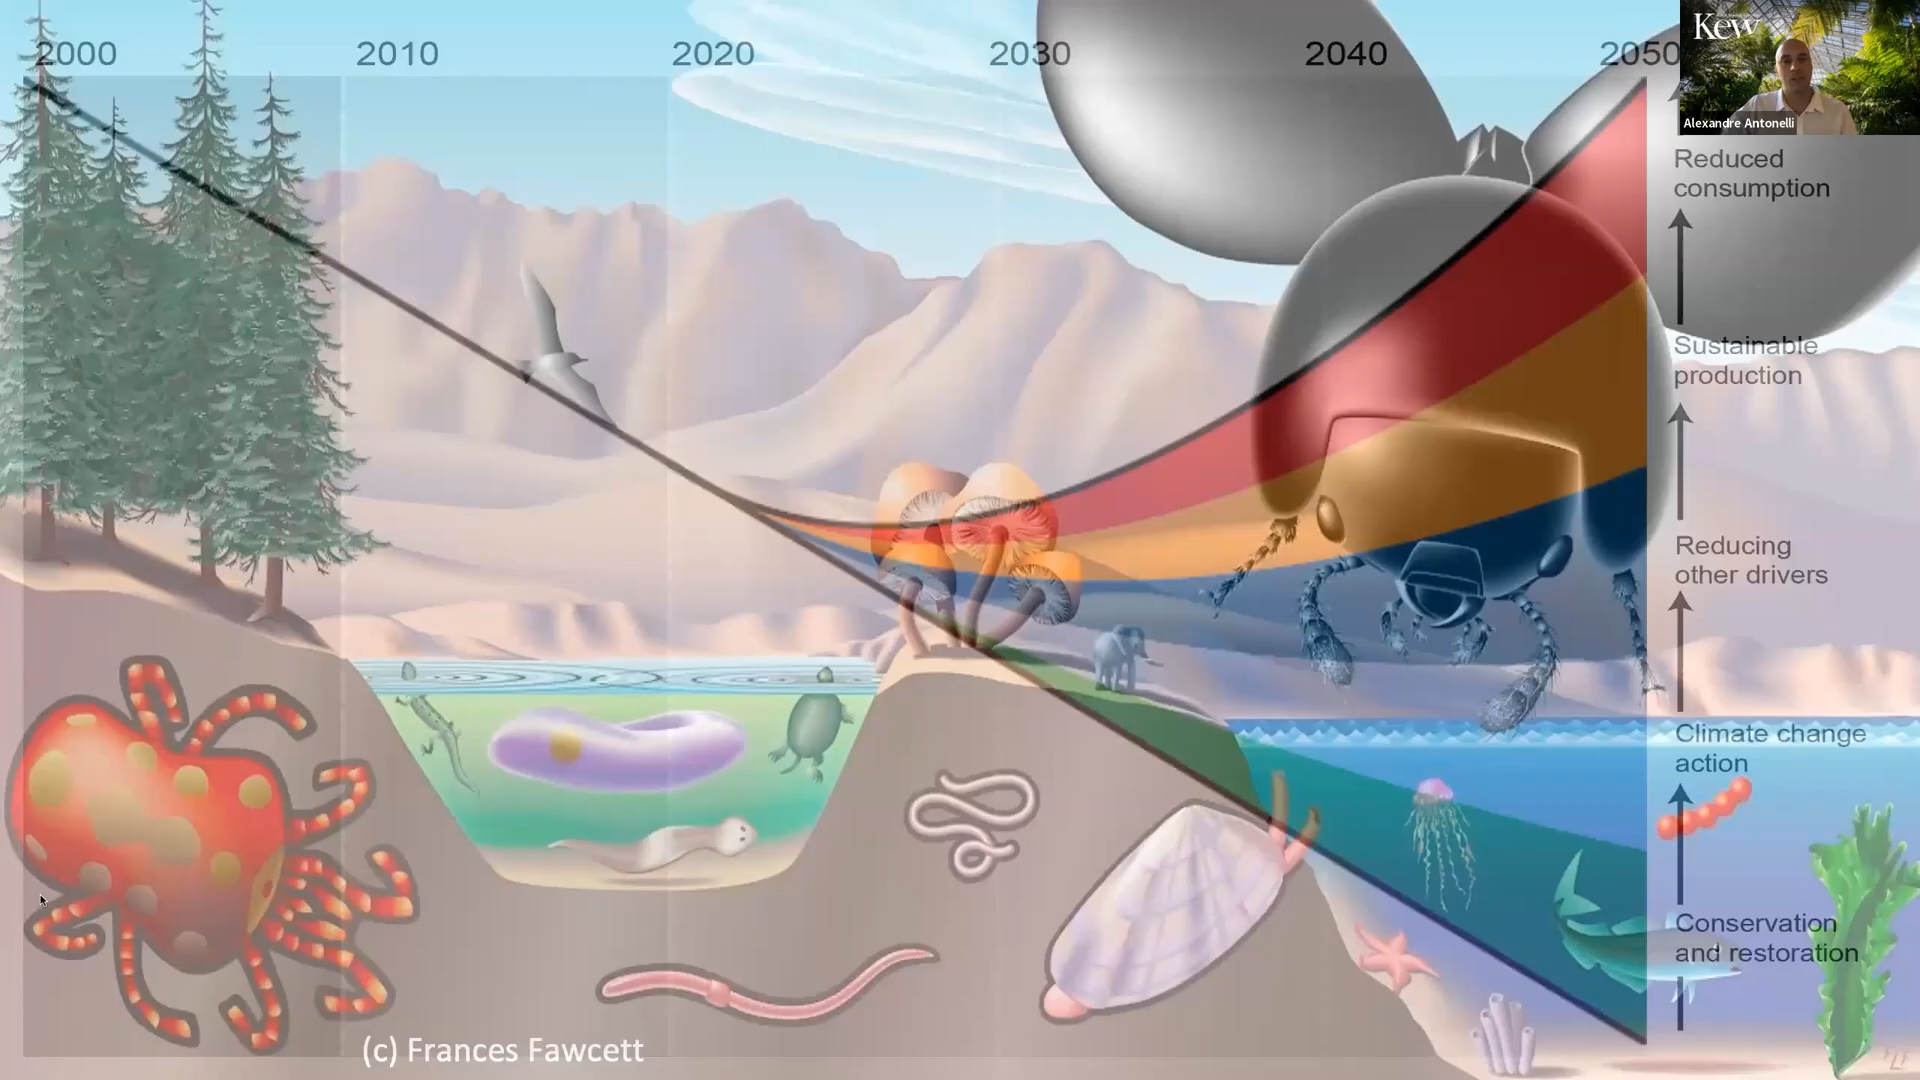 2000 2010 2020 2030 2040 2050
Kew
Alexandre Antonelli
Reduced
consumption
Sustainable
production
Reducing
other drivers
Climate change
action
Conservation
and restoration
(c) Frances Fawcett